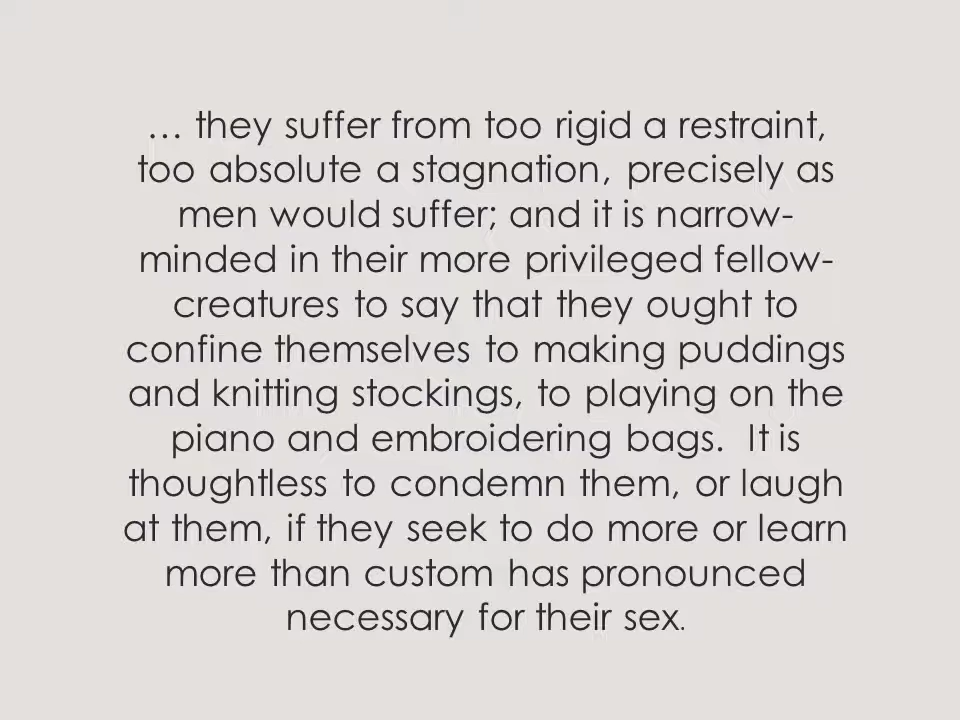 … they suffer from too rigid a restraint,
too absolute a stagnation, precisely as
men would suffer; and it is narrow-
minded in their more privileged fellow-
creatures to say that they ought to
confine themselves to making puddings
and knitting stockings, to playing on the
piano and embroidering bags.  It is
thoughtless to condemn them, or laugh
at them, if they seek to do more or learn
more than custom has pronounced
necessary for their sex.